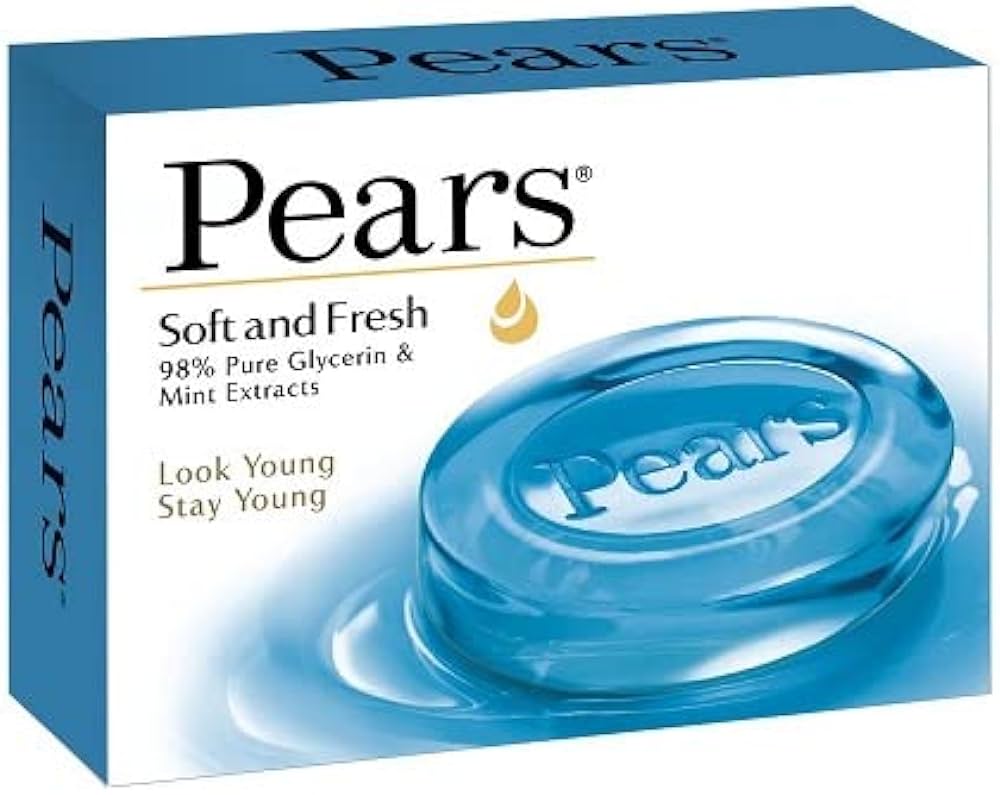 Pears®
Pears®
Soft and Fresh
98% Pure Glycerin &
Mint Extracts
Look Young
Stay Young
Pears
Pears